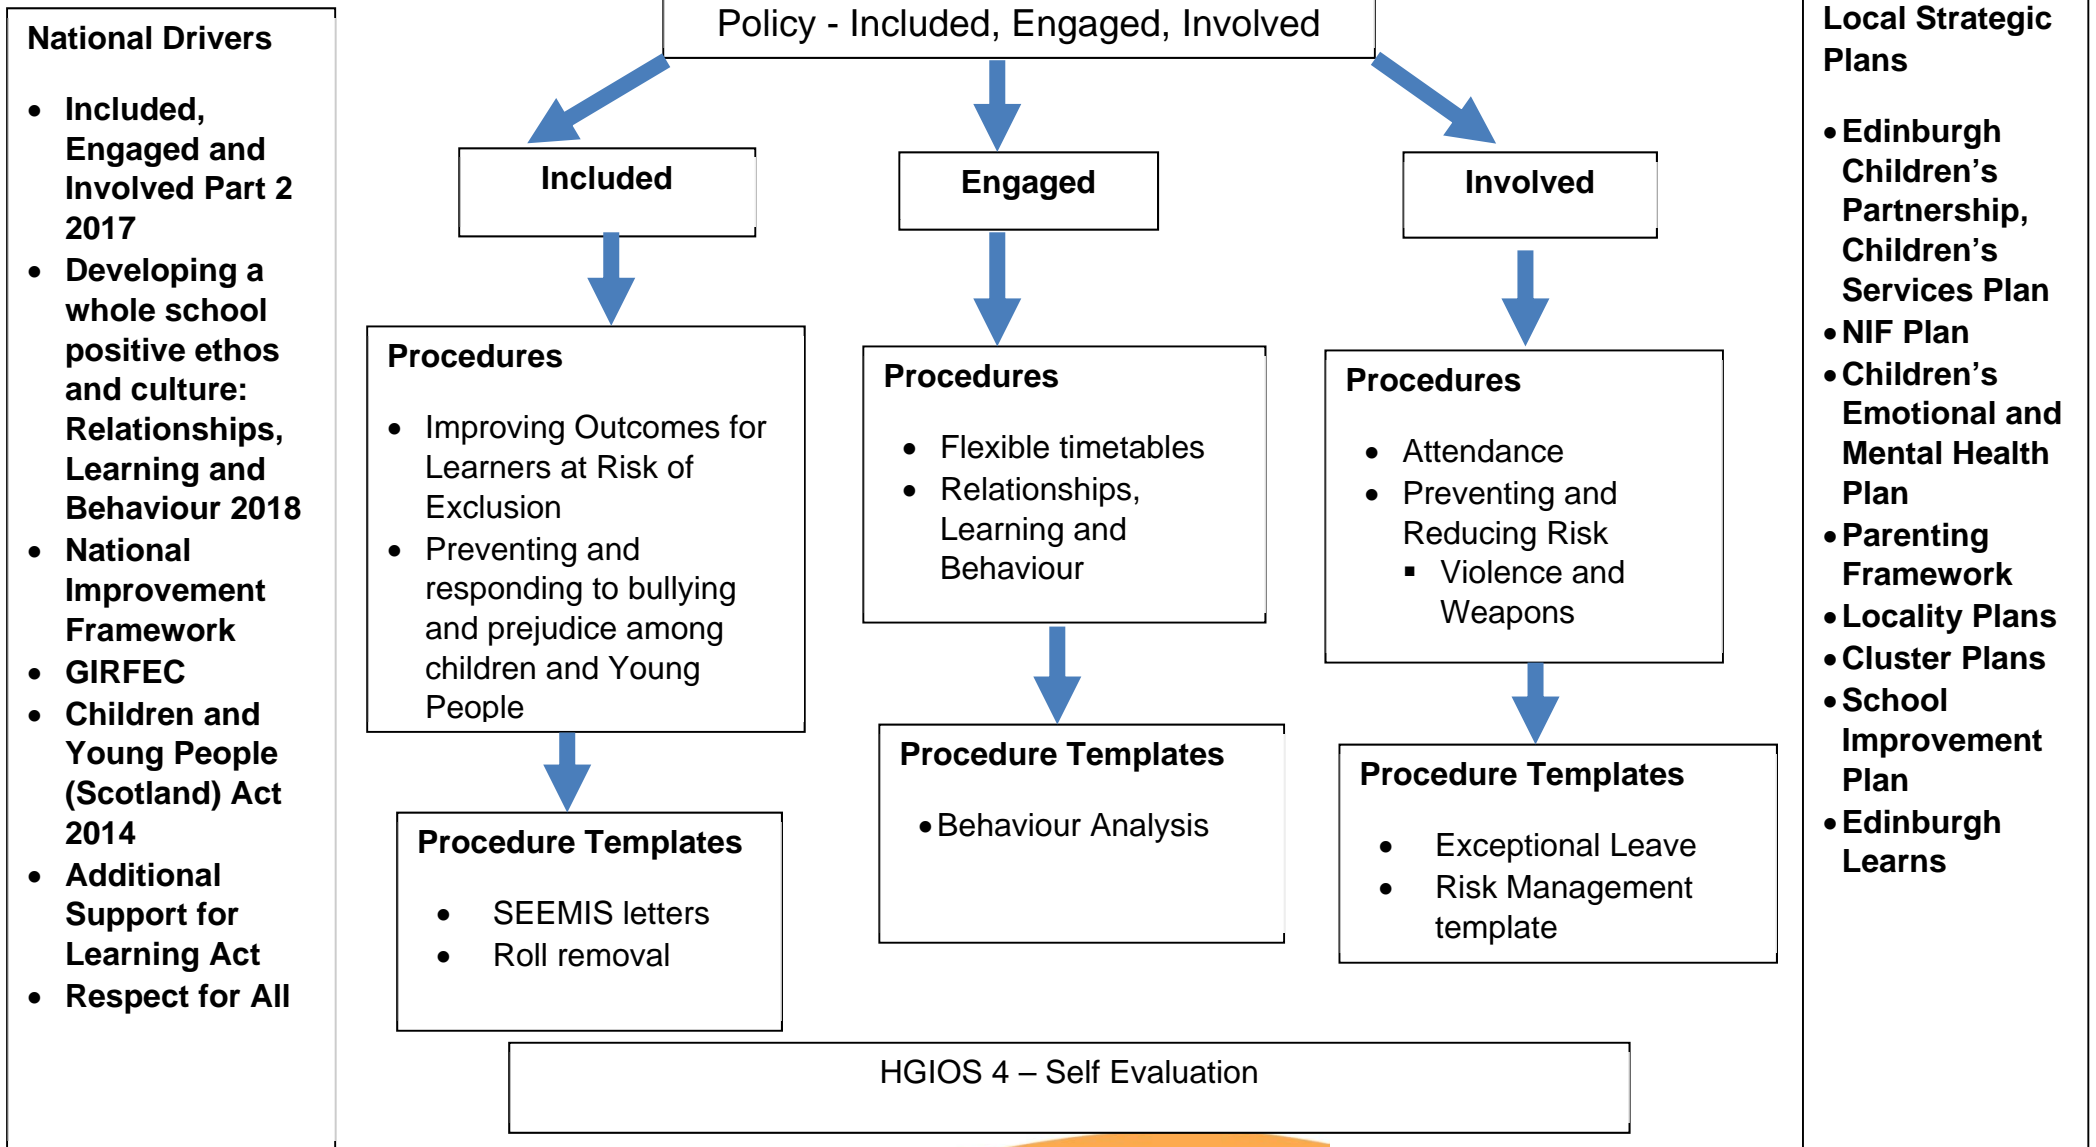 National Drivers
• Included,
Engaged and
Involved Part 2
2017
• Developing a
whole school
positive ethos
and culture:
Relationships,
Learning and
Behaviour 2018
• National
Improvement
Framework
• GIRFEC
• Children and
Young People
(Scotland) Act
2014
• Additional
Support for
Learning Act
• Respect for All
Policy - Included, Engaged, Involved
Included
Procedures
• Improving Outcomes for
Learners at Risk of
Exclusion
• Preventing and
responding to bullying
and prejudice among
children and Young
People
Procedure Templates
• SEEMIS letters
• Roll removal
Engaged
Procedures
• Flexible timetables
• Relationships,
Learning and
Behaviour
Procedure Templates
• Behaviour Analysis
Involved
Procedures
• Attendance
• Preventing and
Reducing Risk
▪ Violence and
Weapons
Procedure Templates
• Exceptional Leave
• Risk Management
template
HGIOS 4 – Self Evaluation
Local Strategic
Plans
• Edinburgh
Children’s
Partnership,
Children’s
Services Plan
• NIF Plan
• Children’s
Emotional and
Mental Health
Plan
• Parenting
Framework
• Locality Plans
• Cluster Plans
• School
Improvement
Plan
• Edinburgh
Learns